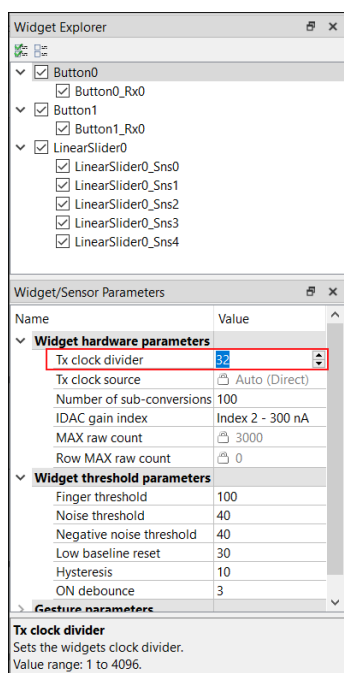 Widget Explorer
Button0
Button0_Rx0
Button1
Button1_Rx0
LinearSlider0
LinearSlider0_Sns0
LinearSlider0_Sns1
LinearSlider0_Sns2
LinearSlider0_Sns3
LinearSlider0_Sns4
Widget/Sensor Parameters
Name Value
Widget hardware parameters
Tx clock divider 32
Tx clock source Auto (Direct)
Number of sub-conversions 100
IDAC gain index Index 2 - 300 nA
MAX raw count 3000
Row MAX raw count 0
Widget threshold parameters
Finger threshold 100
Noise threshold 40
Negative noise threshold 40
Low baseline reset 30
Hysteresis 10
ON debounce 3
Gesture parameters
Tx clock divider
Sets the widgets clock divider.
Value range: 1 to 4096.